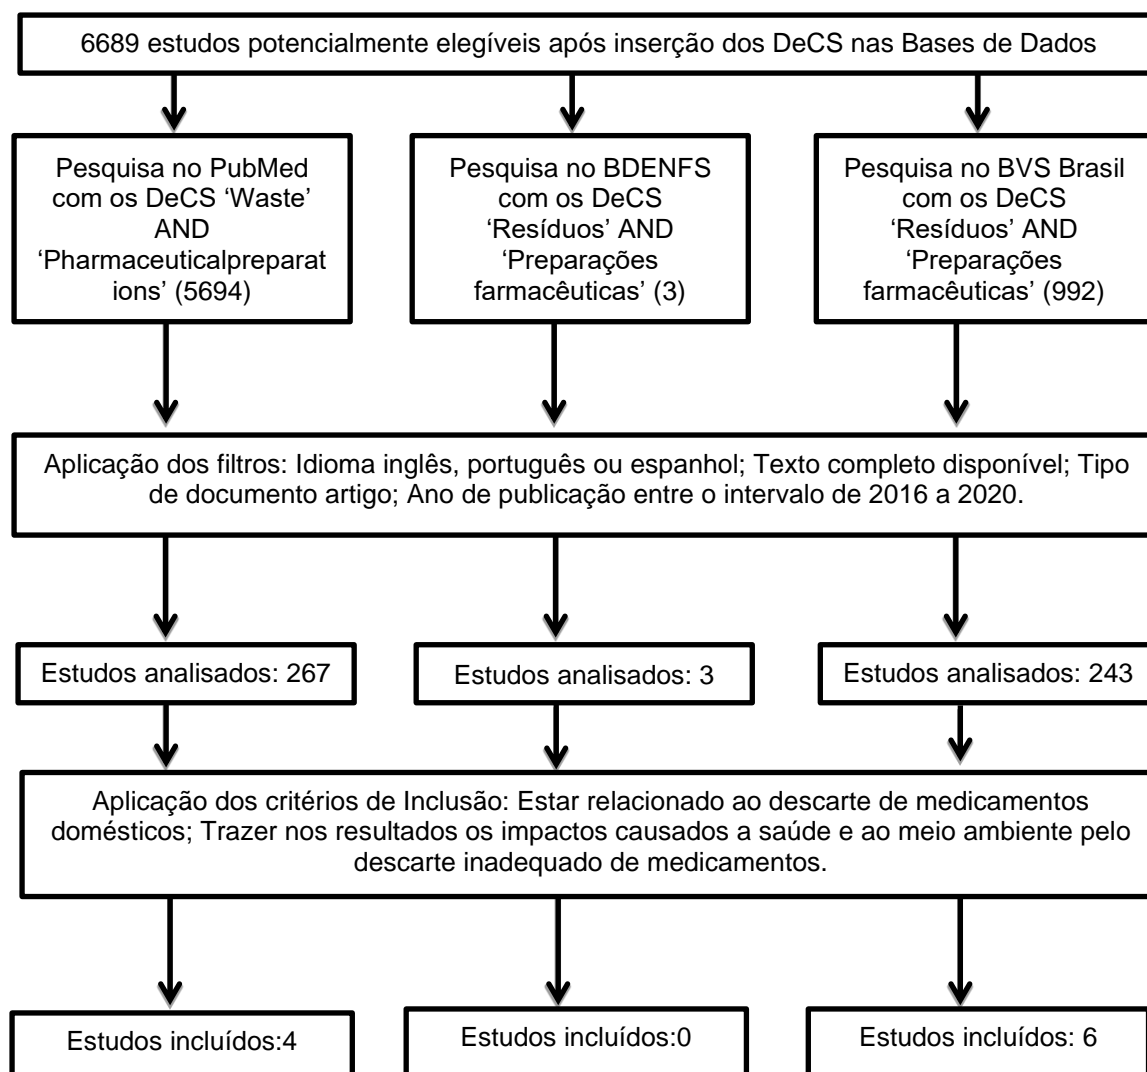 6689 estudos potencialmente elegíveis após inserção dos DeCS nas Bases de Dados
Pesquisa no PubMed
com os DeCS ‘Waste’
AND
‘Pharmaceuticalpreparat
ions’ (5694)
Pesquisa no BDENFS
com os DeCS
‘Resíduos’ AND
‘Preparações
farmacêuticas’ (3)
Pesquisa no BVS Brasil
com os DeCS
‘Resíduos’ AND
‘Preparações
farmacêuticas’ (992)
Aplicação dos filtros: Idioma inglês, português ou espanhol; Texto completo disponível; Tipo
de documento artigo; Ano de publicação entre o intervalo de 2016 a 2020.
Estudos analisados: 267
Estudos analisados: 3
Estudos analisados: 243
Aplicação dos critérios de Inclusão: Estar relacionado ao descarte de medicamentos
domésticos; Trazer nos resultados os impactos causados a saúde e ao meio ambiente pelo
descarte inadequado de medicamentos.
Estudos incluídos:4
Estudos incluídos:0
Estudos incluídos: 6